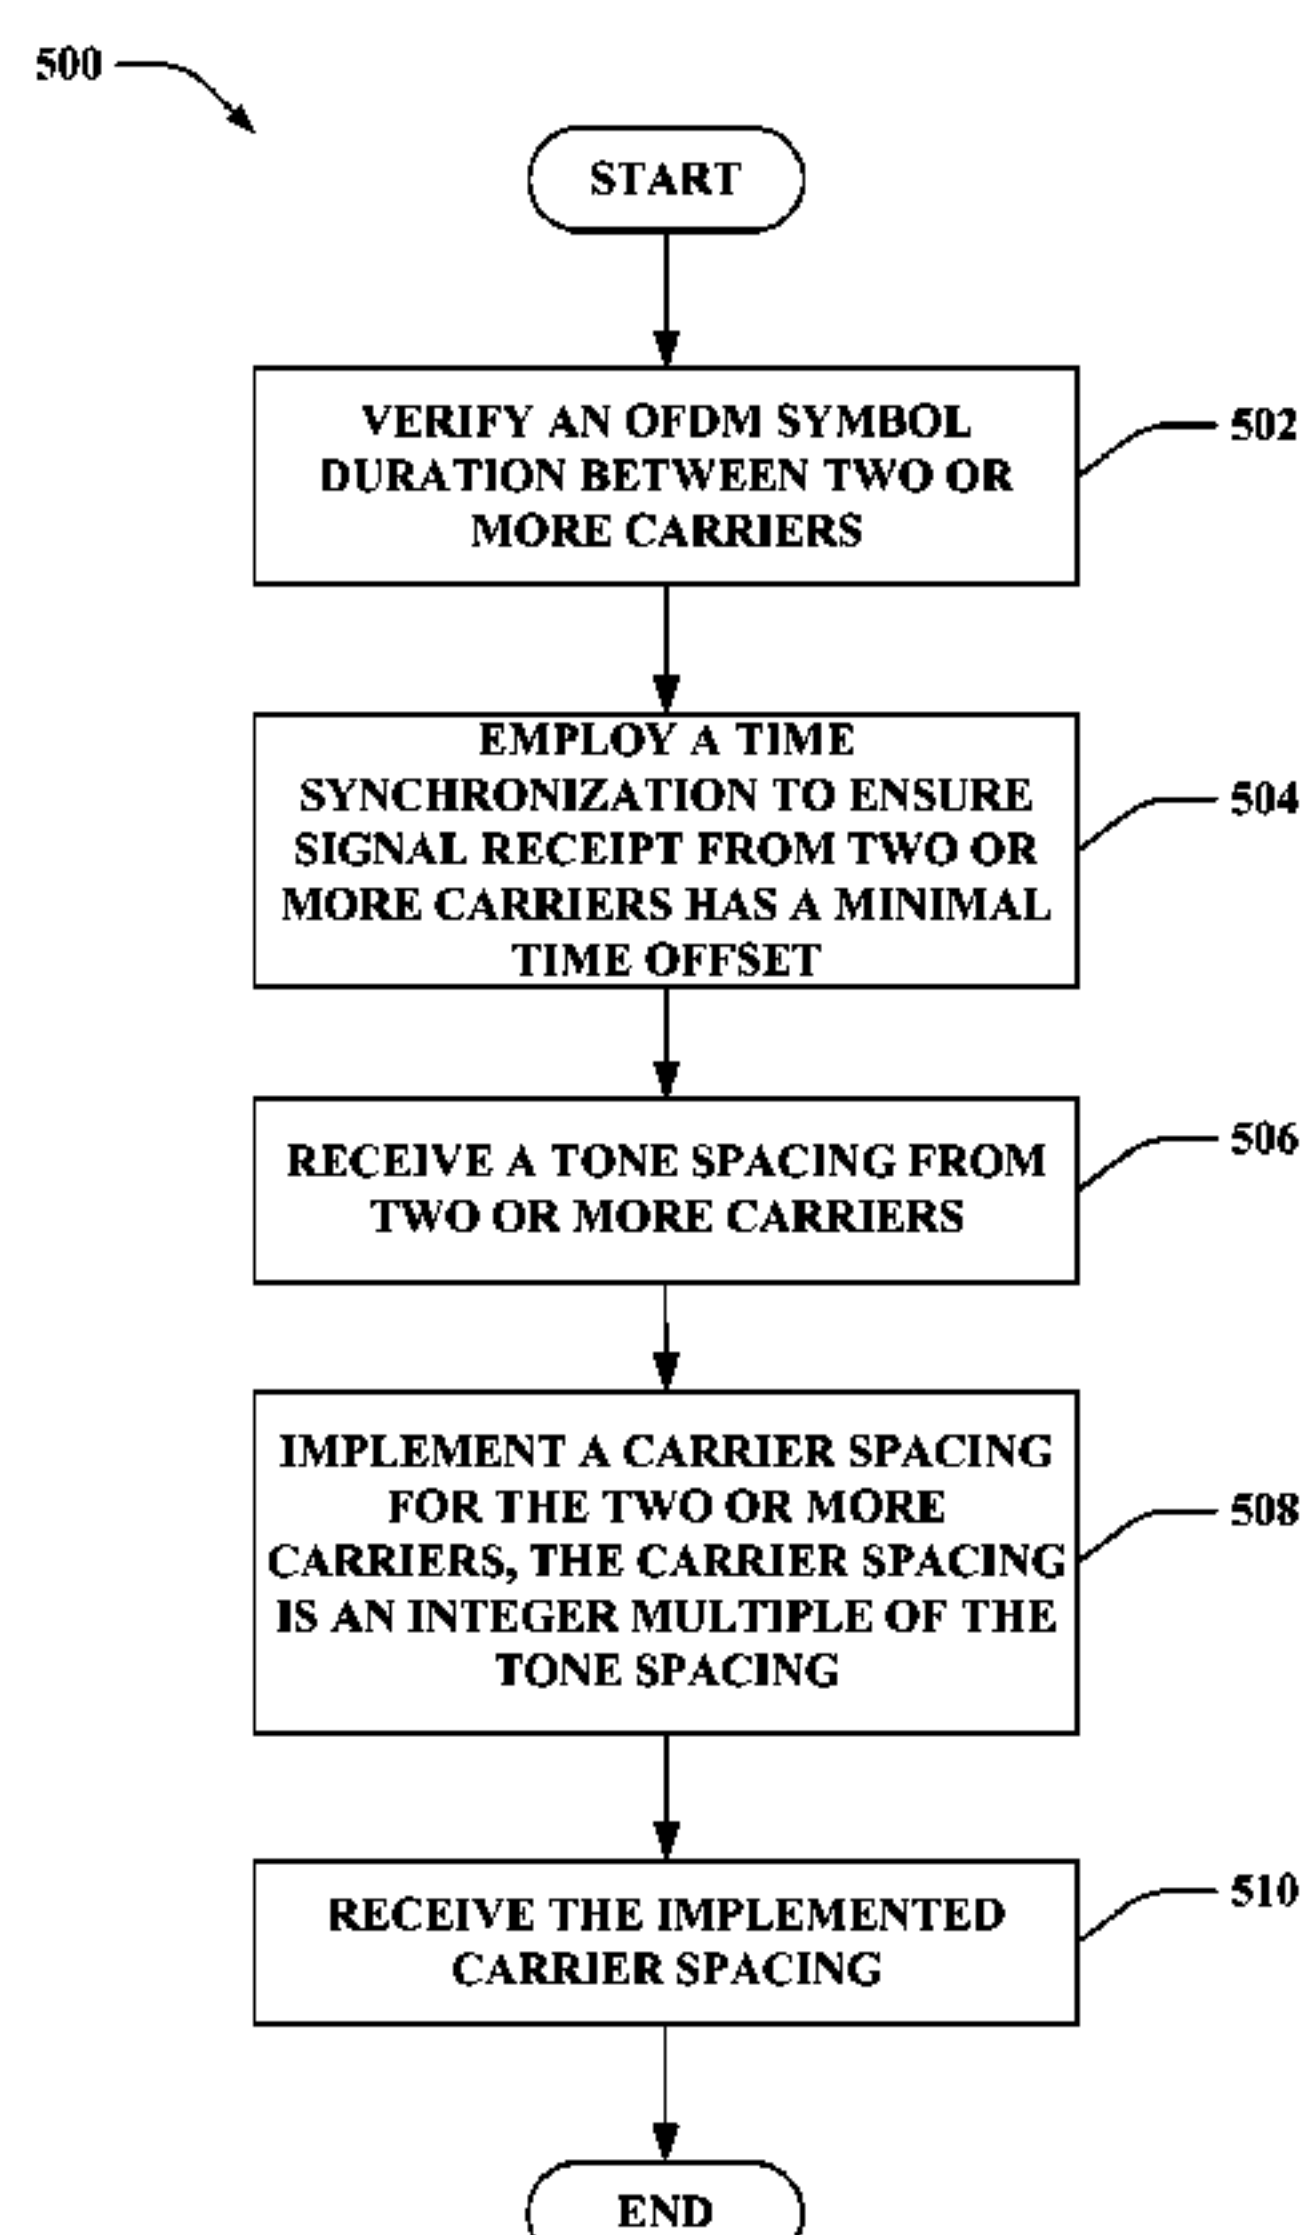 500
START
VERIFY AN OFDM SYMBOL
DURATION BETWEEN TWO OR
MORE CARRIERS
502
EMPLOY A TIME
SYNCHRONIZATION TO ENSURE
SIGNAL RECEIPT FROM TWO OR
MORE CARRIERS HAS A MINIMAL
TIME OFFSET
504
RECEIVE A TONE SPACING FROM
TWO OR MORE CARRIERS
506
IMPLEMENT A CARRIER SPACING
FOR THE TWO OR MORE
CARRIERS, THE CARRIER SPACING
IS AN INTEGER MULTIPLE OF THE
TONE SPACING
508
RECEIVE THE IMPLEMENTED
CARRIER SPACING
510
END